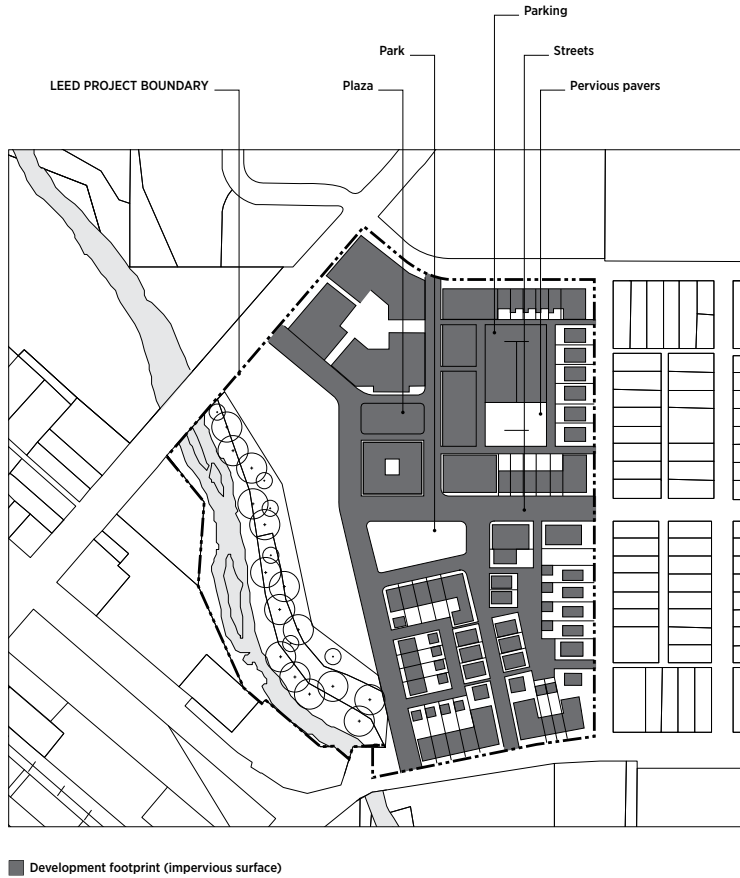 Parking
Park
Streets
LEED PROJECT BOUNDARY
Plaza
Pervious pavers
Development footprint (impervious surface)